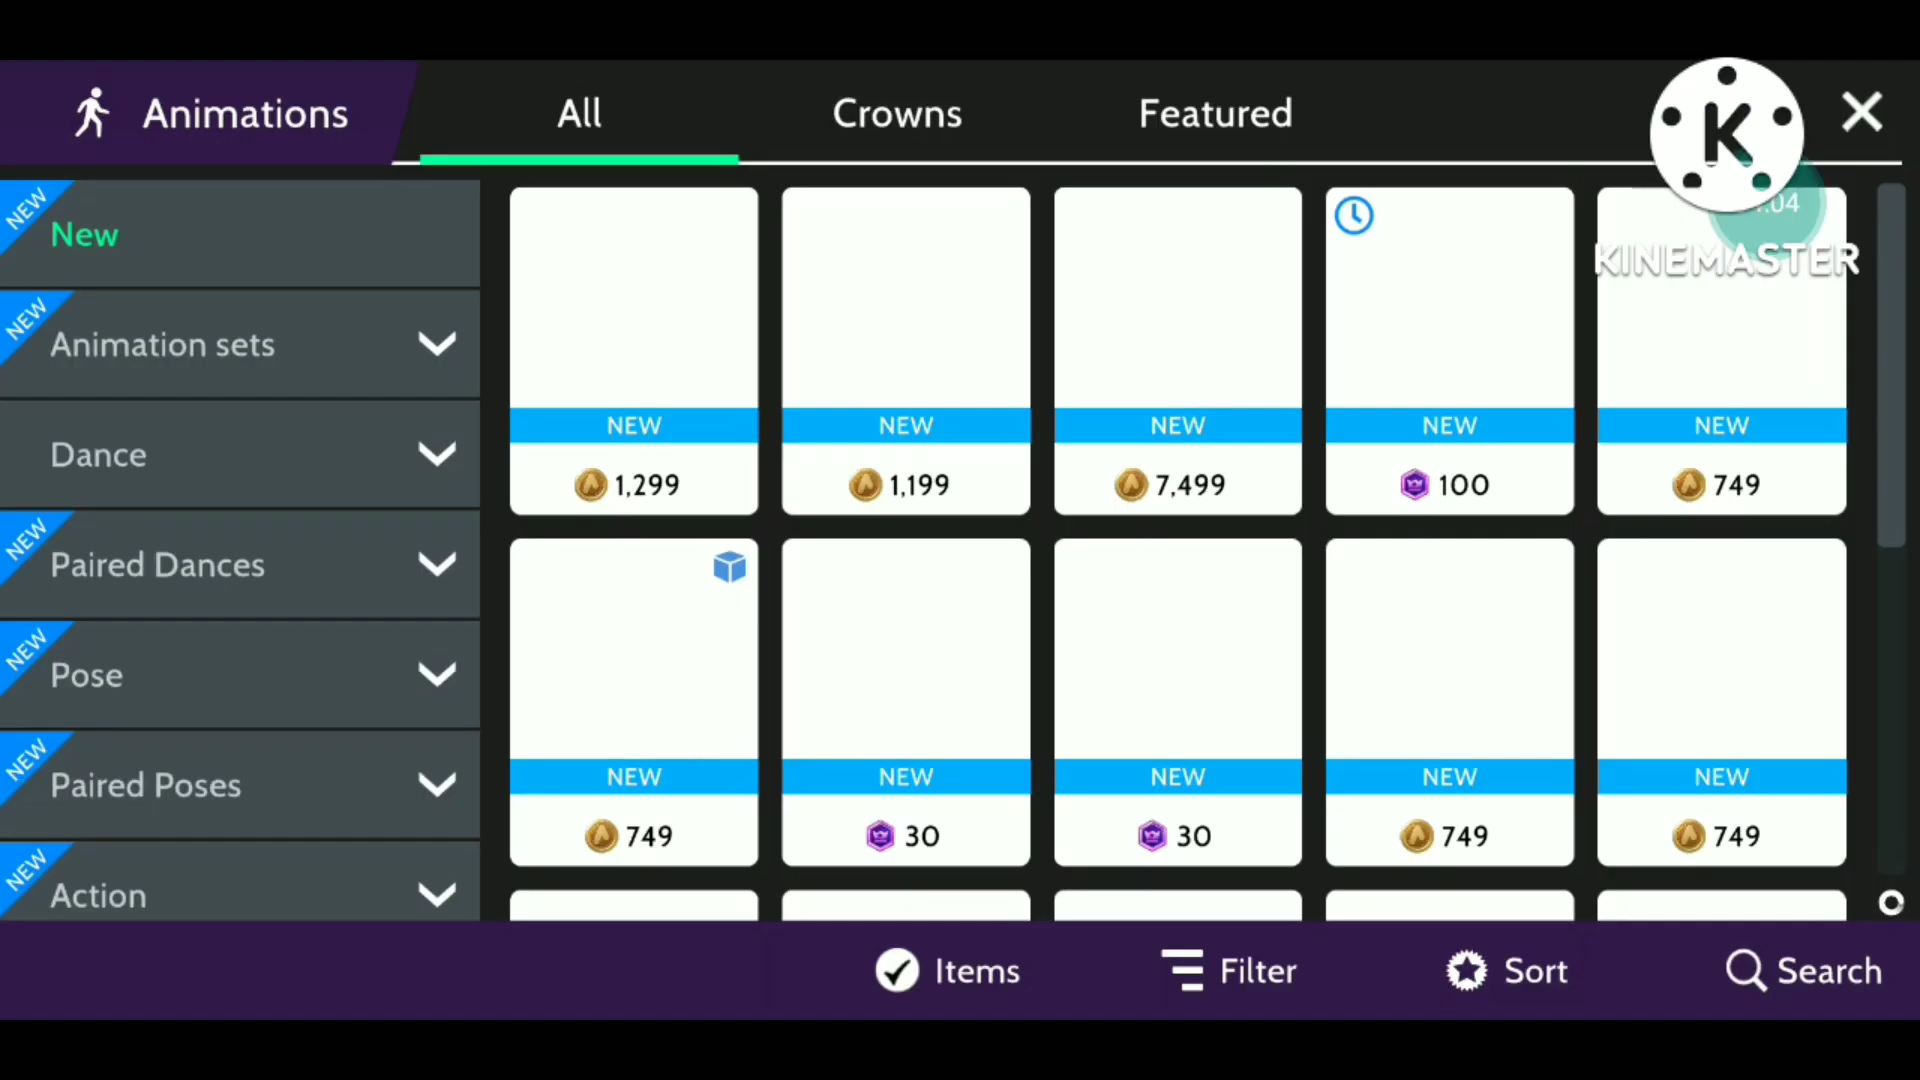 Animations
All
Crowns
Featured
K
KINEMASTER
NEW
New
NEW
Animation sets
Dance
NEW
Paired Dances
NEW
Pose
NEW
Paired Poses
NEW
Action
NEW
NEW
NEW
NEW
NEW
1,299
1,199
7,499
100
749
NEW
NEW
NEW
NEW
NEW
749
30
30
749
749
Items
Filter
Sort
Search